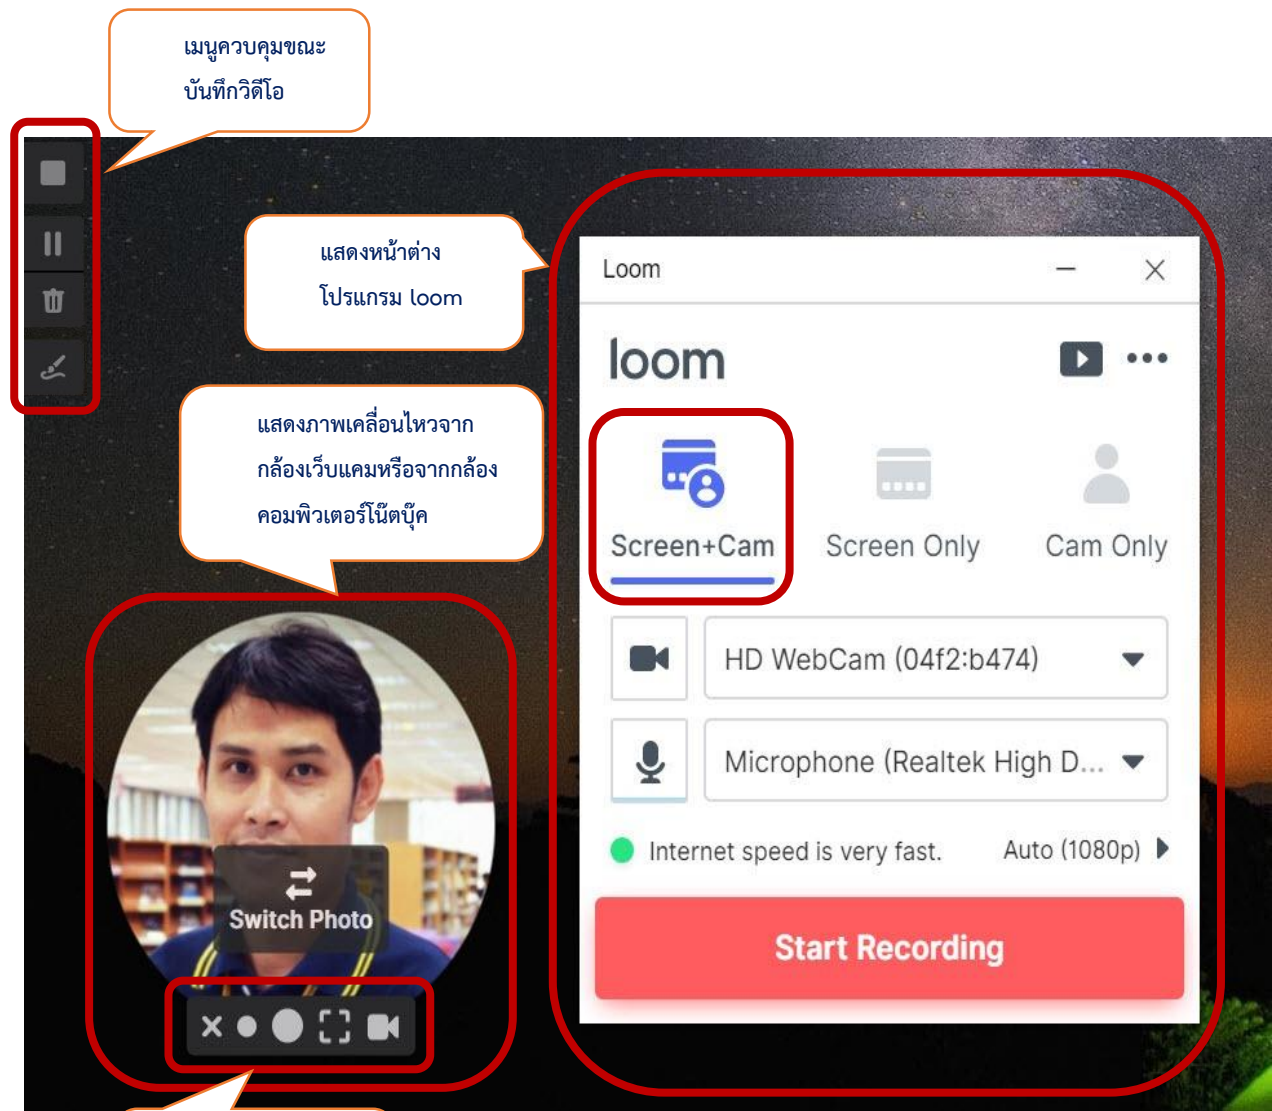 เมนูควบคุมขณะ
บันทึกวิดีโอ
แสดงหน้าต่าง
โปรแกรม loom
แสดงภาพเคลื่อนไหวจาก
กล้องเว็บแคมหรือจากกล้อง
คอมพิวเตอร์โน๊ตบุ๊ค
Switch Photo
Loom
loom
Screen+Cam
Screen Only
Cam Only
HD WebCam (04f2:b474)
Microphone (Realtek High D...
Internet speed is very fast.
Auto (1080p)
Start Recording